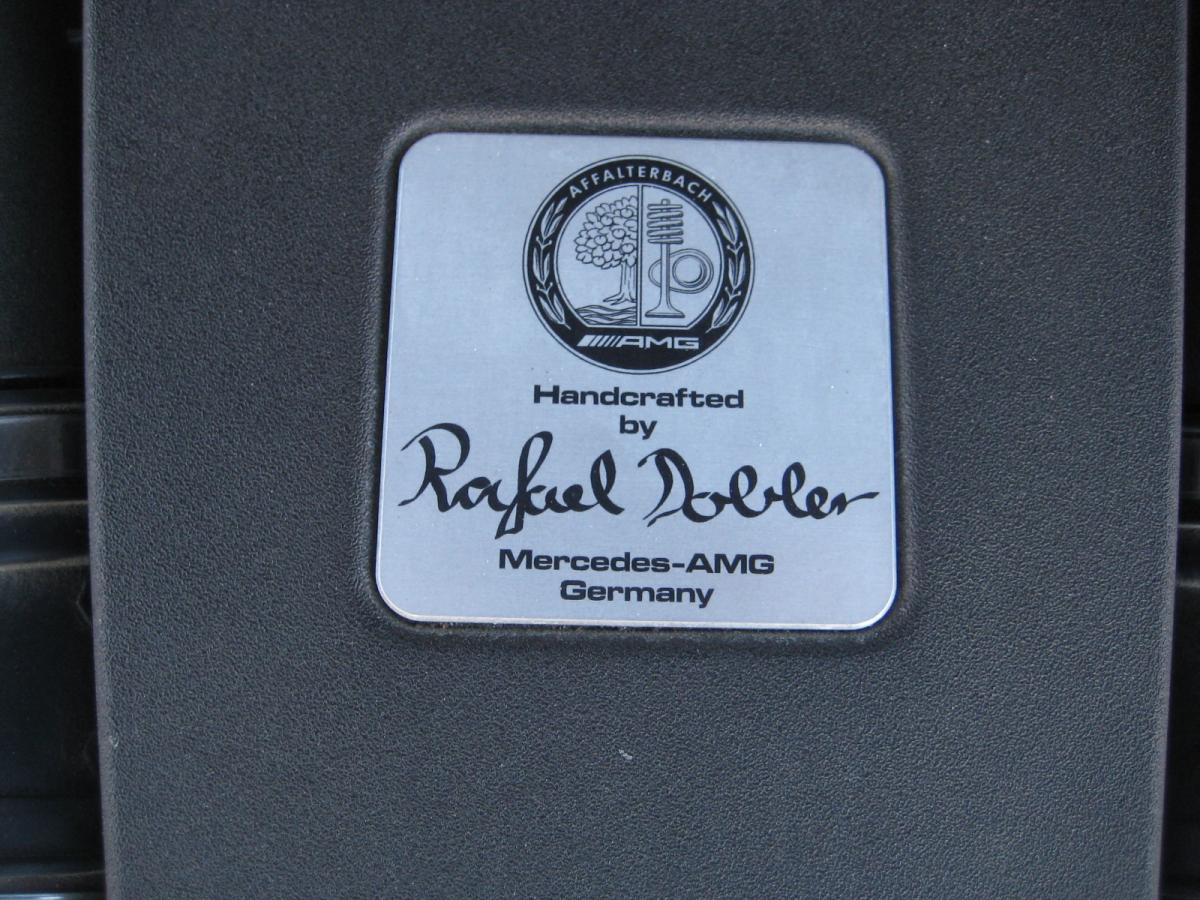 AFFALTERBACH
AMG
Handcrafted
by
Rafael Dobler
Mercedes-AMG
Germany